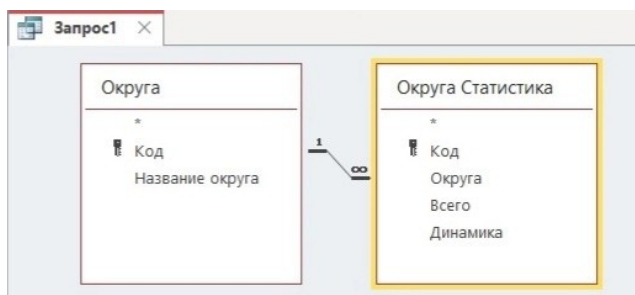 Запрос1
Округа
*
Код
Название округа
1
∞
Округа Статистика
*
Код
Округа
Всего
Динамика